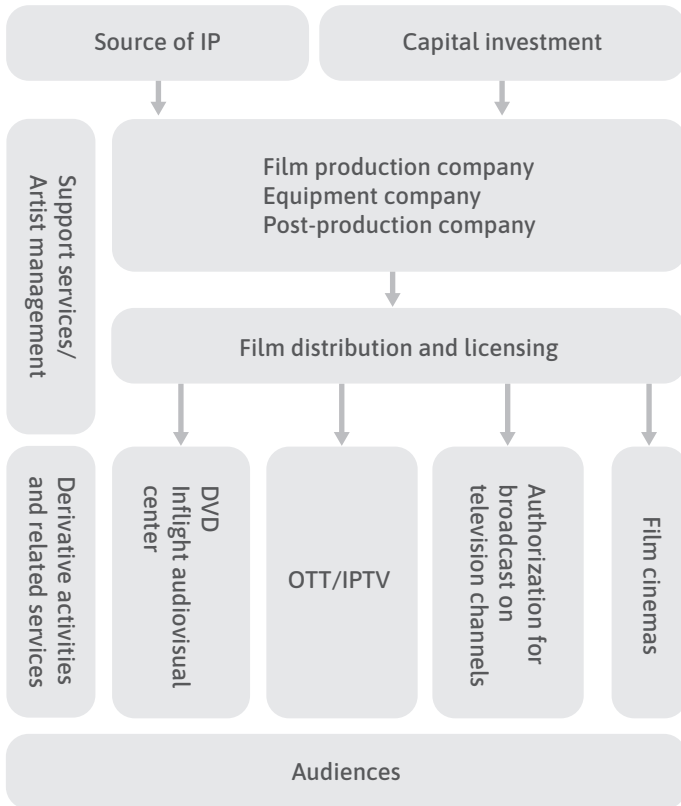 Source of IP
Capital investment
Support services/
Artist management
Film production company
Equipment company
Post-production company
Film distribution and licensing
Derivative activities
and related services
DVD
Inflight audiovisual
center
OTT/IPTV
Authorization for
broadcast on
television channels
Film cinemas
Audiences